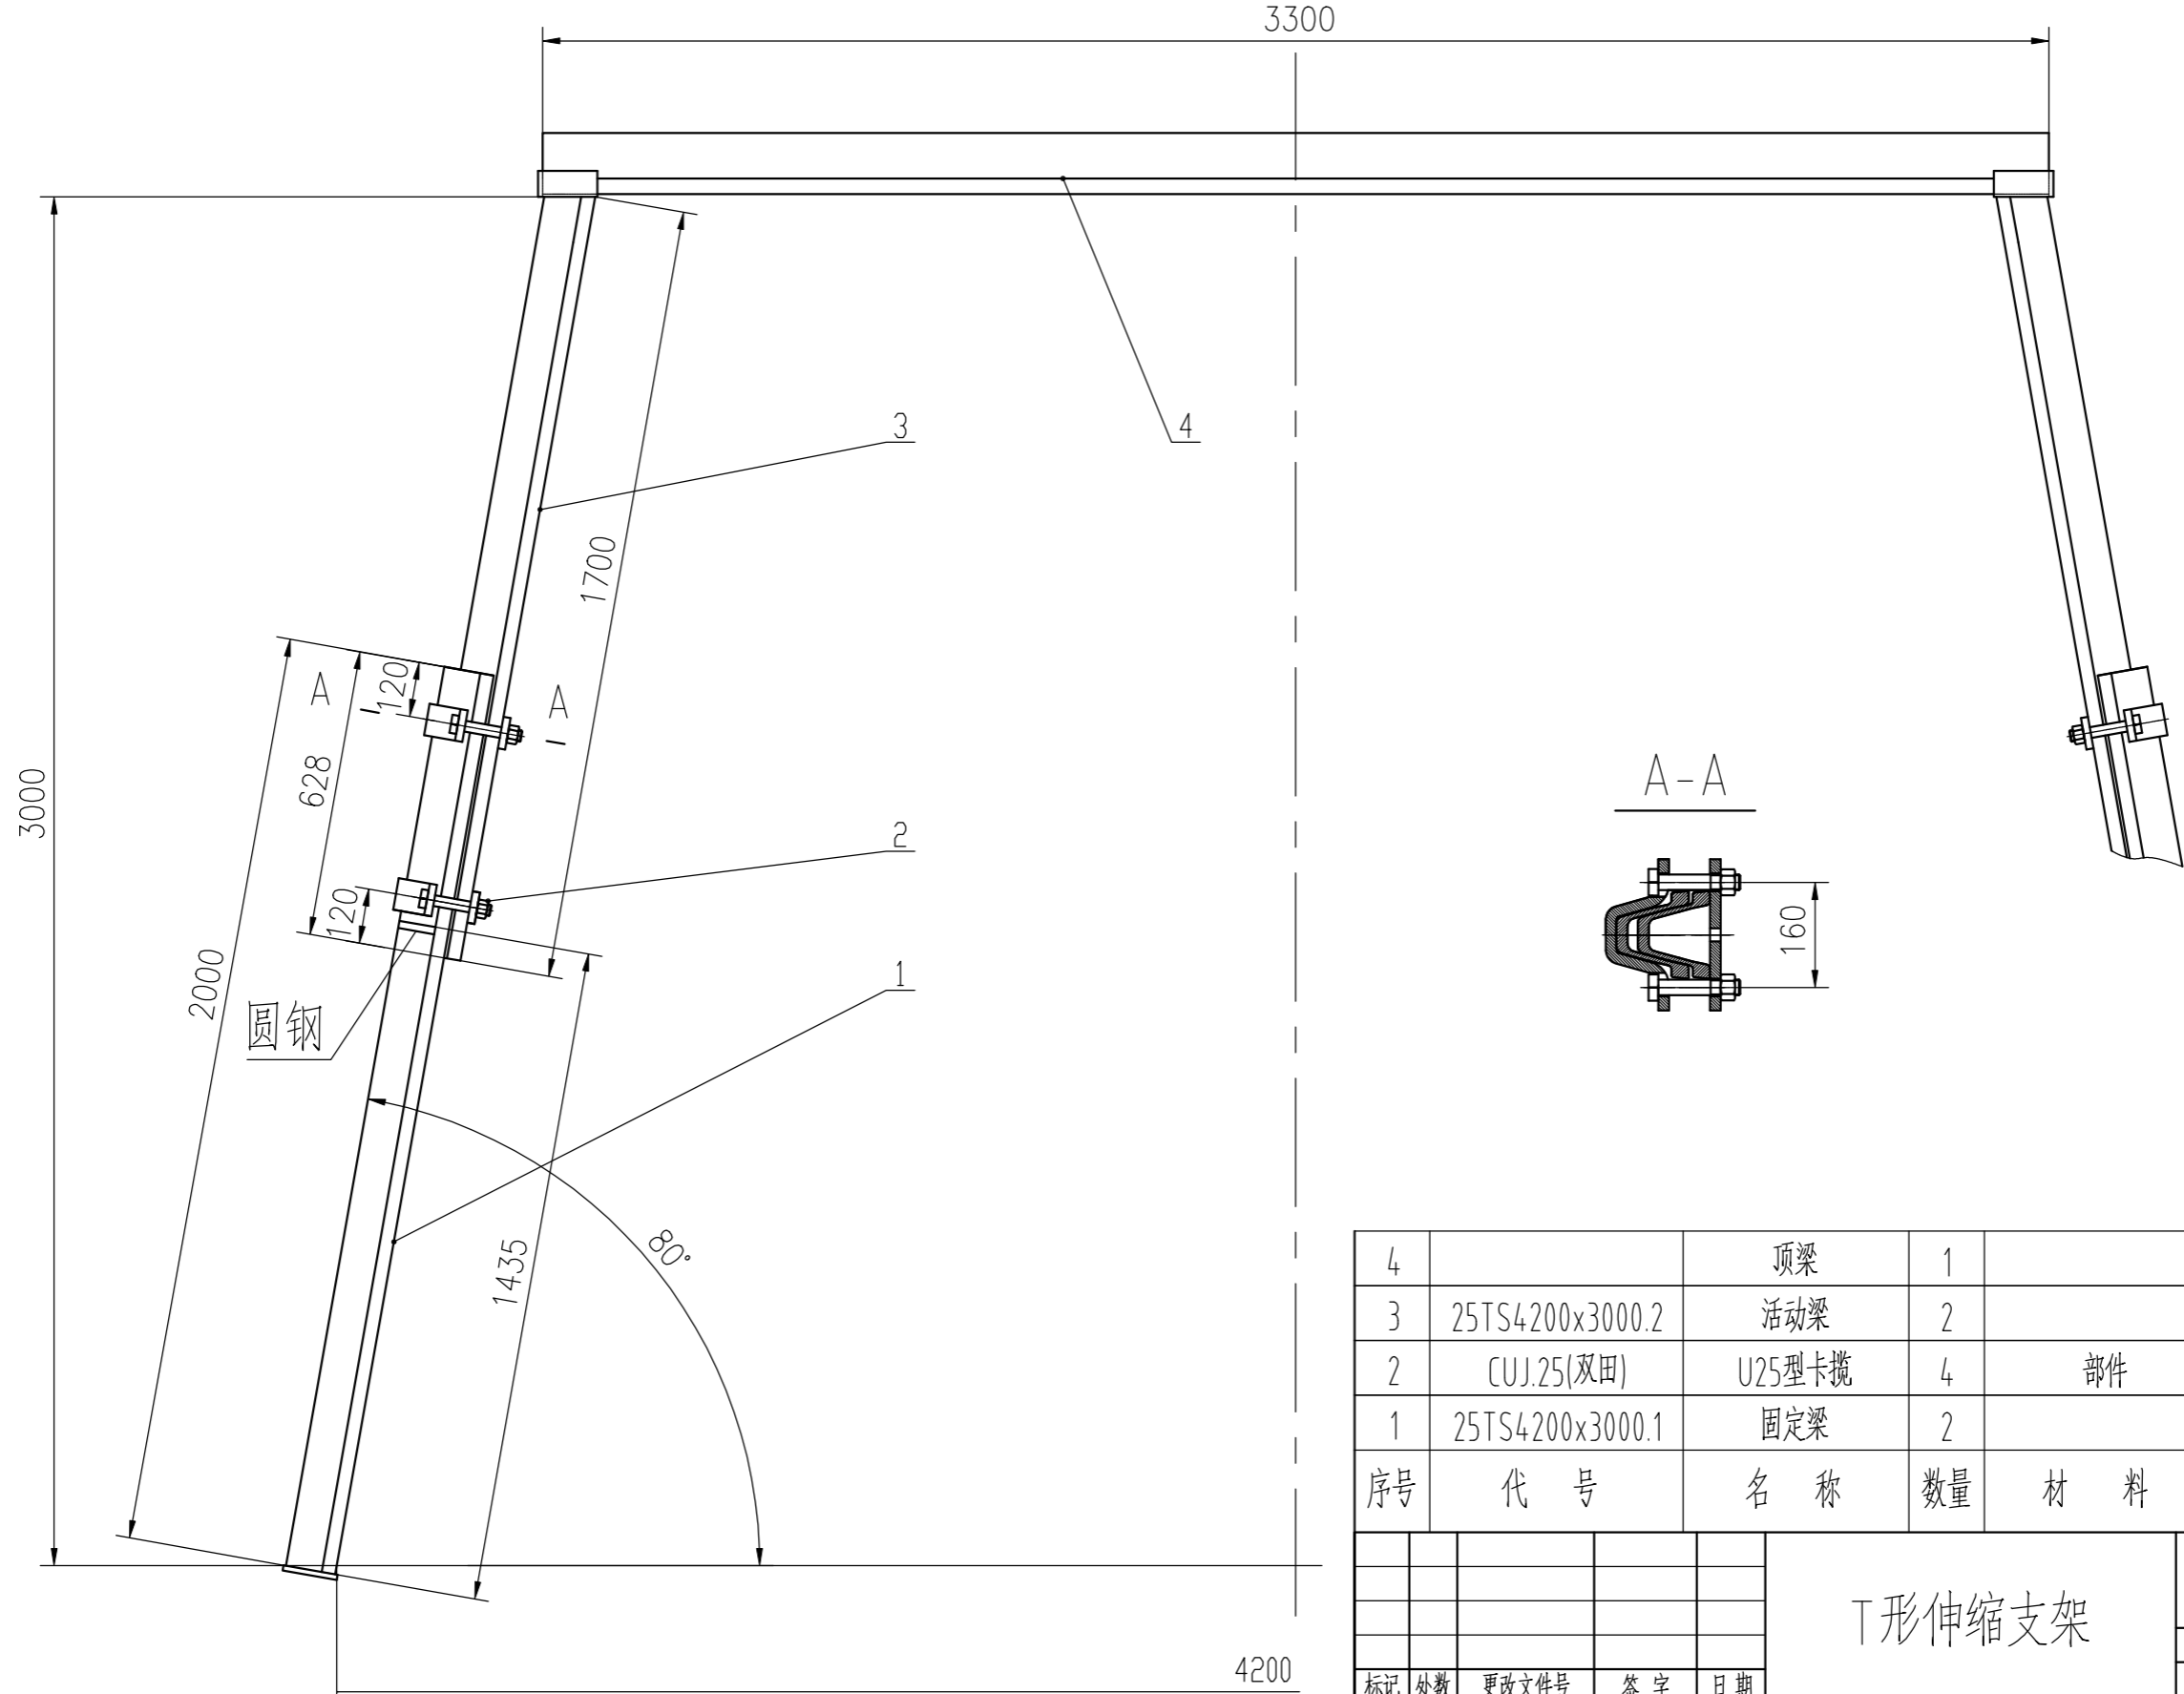 3300
3
4
1700
A
120
A
628
3000
A-A
2
120
160
2000
1
圆钢
80°
1435
4 顶梁 1
3 25TS4200x3000.2 活动梁 2
2 CUJ.25(双田) U25型卡揽 4 部件
1 25TS4200x3000.1 固定梁 2
序号 代 号 名 称 数量 材 料
T形伸缩支架
4200
标记 处数 更改文件号 签 字 日 期